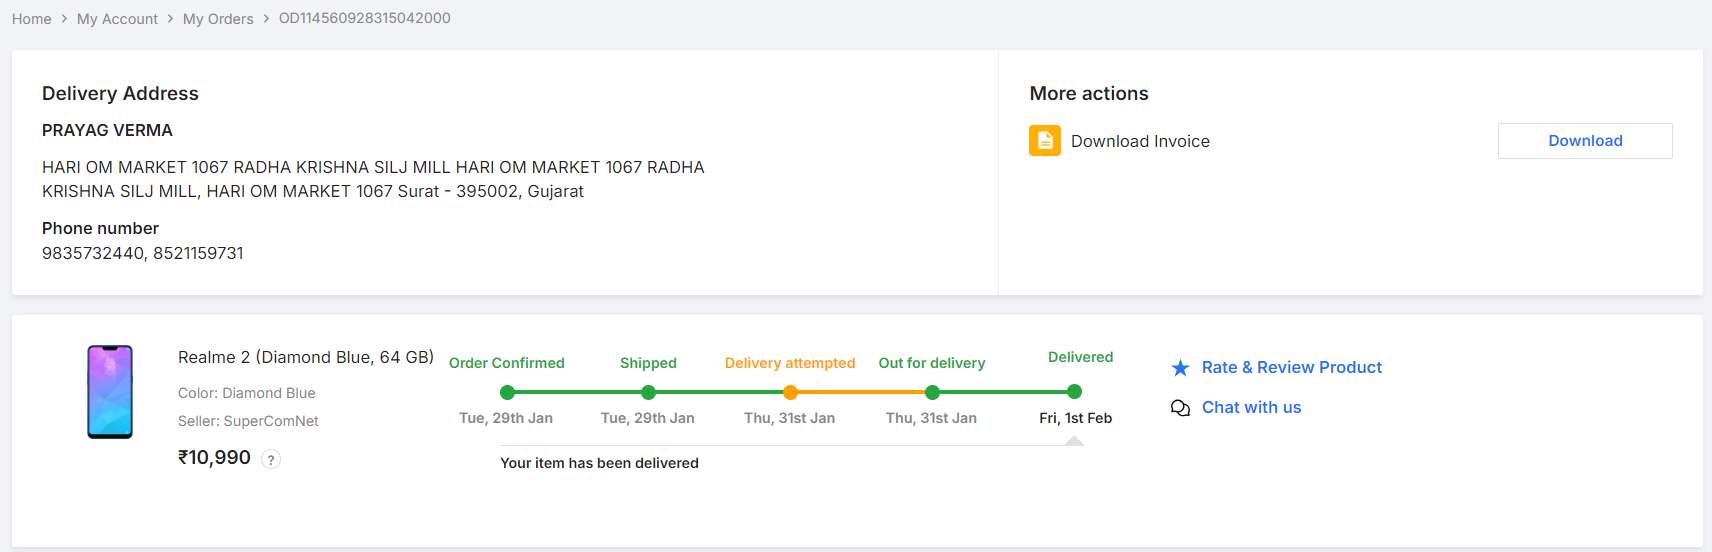 Home > My Account > My Orders > OD114560928315042000
Delivery Address
PRAYAG VERMA
HARI OM MARKET 1067 RADHA KRISHNA SILJ MILL HARI OM MARKET 1067 RADHA
KRISHNA SILJ MILL, HARI OM MARKET 1067 Surat - 395002, Gujarat
Phone number
9835732440, 8521159731
More actions
Download Invoice
Download
Realme 2 (Diamond Blue, 64 GB)
Color: Diamond Blue
Seller: SuperComNet
₹10,990 ?
Order Confirmed Shipped Delivery attempted Out for delivery Delivered
Tue, 29th Jan Tue, 29th Jan Thu, 31st Jan Thu, 31st Jan Fri, 1st Feb
Your item has been delivered
Rate & Review Product
Chat with us